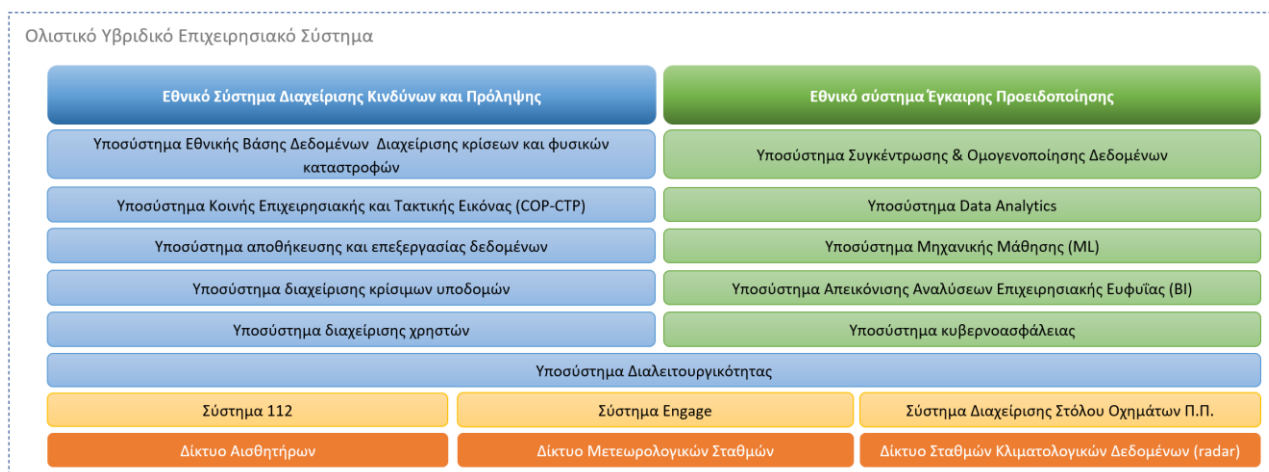 Ολιστικό Υβριδικό Επιχειρησιακό Σύστημα
Εθνικό Σύστημα Διαχείρισης Κινδύνων και Πρόληψης
Εθνικό σύστημα Έγκαιρης Προειδοποίησης
Υποσύστημα Εθνικής Βάσης Δεδομένων Διαχείρισης κρίσεων και φυσικών
καταστροφών
Υποσύστημα Συγκέντρωσης & Ομογενοποίησης Δεδομένων
Υποσύστημα Κοινής Επιχειρησιακής και Τακτικής Εικόνας (COP-CTP)
Υποσύστημα Data Analytics
Υποσύστημα αποθήκευσης και επεξεργασίας δεδομένων
Υποσύστημα Μηχανικής Μάθησης (ML)
Υποσύστημα διαχείρισης κρίσιμων υποδομών
Υποσύστημα Απεικόνισης Αναλύσεων Επιχειρησιακής Ευφυΐας (BI)
Υποσύστημα διαχείρισης χρηστών
Υποσύστημα κυβερνοασφάλειας
Υποσύστημα Διαλειτουργικότητας
Σύστημα 112
Σύστημα Engage
Σύστημα Διαχείρισης Στόλου Οχημάτων Π.Π.
Δίκτυο Αισθητήρων
Δίκτυο Μετεωρολογικών Σταθμών
Δίκτυο Σταθμών Κλιματολογικών Δεδομένων (radar)